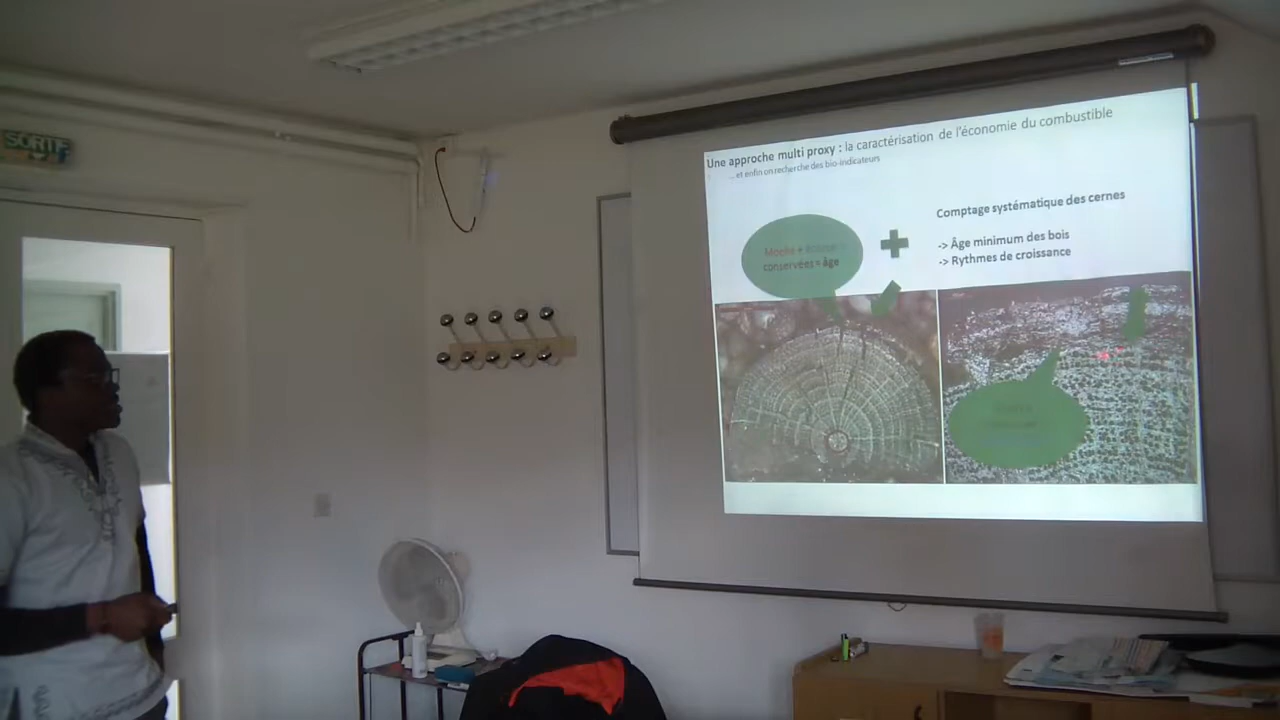 SORTIE
Une approche multi proxy : la caractérisation de l'économie du combustible
... et enfin on recherche des bio-indicateurs
Comptage systématique des cernes
Moelle +
conservées = âge
-> Âge minimum des bois
-> Rythmes de croissance